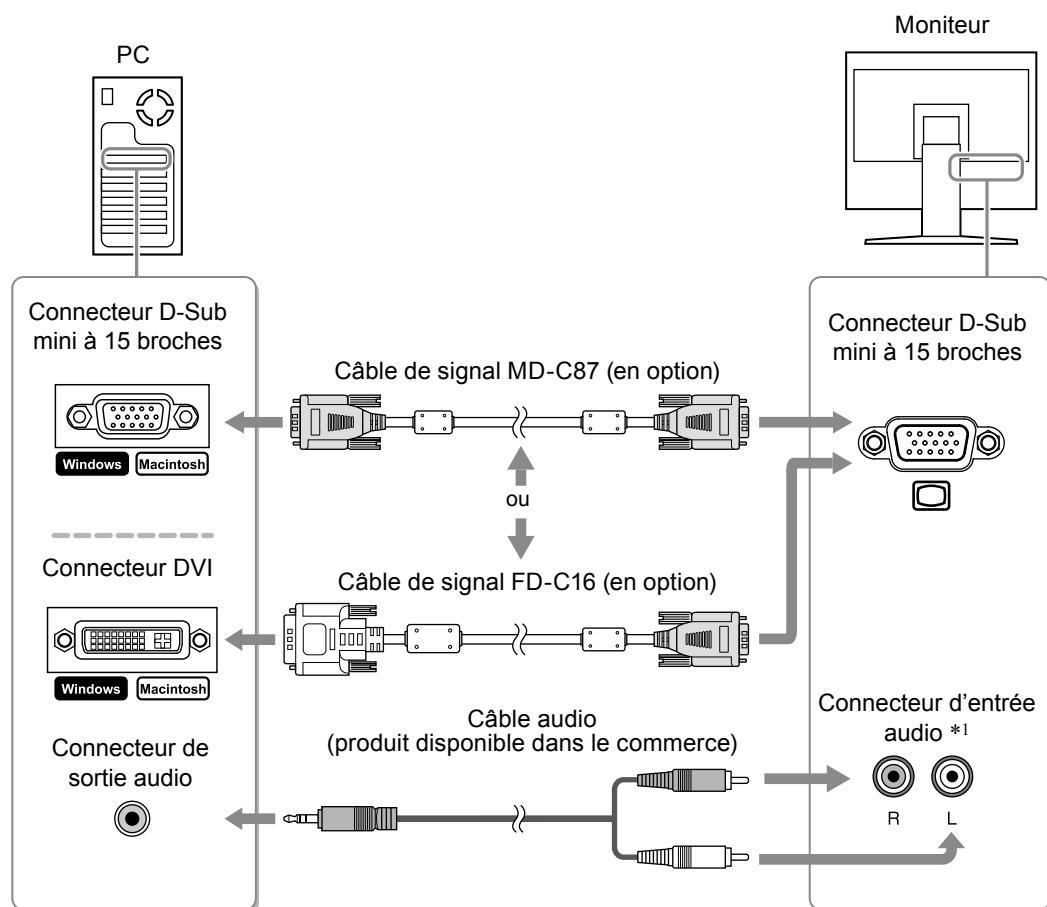 Moniteur
PC
Connecteur D-Sub
mini à 15 broches
Windows Macintosh
Connecteur DVI
Windows Macintosh
Connecteur de
sortie audio
Câble de signal MD-C87 (en option)
ou
Câble de signal FD-C16 (en option)
Câble audio
(produit disponible dans le commerce)
Connecteur D-Sub
mini à 15 broches
Connecteur d’entrée
audio *1
R L